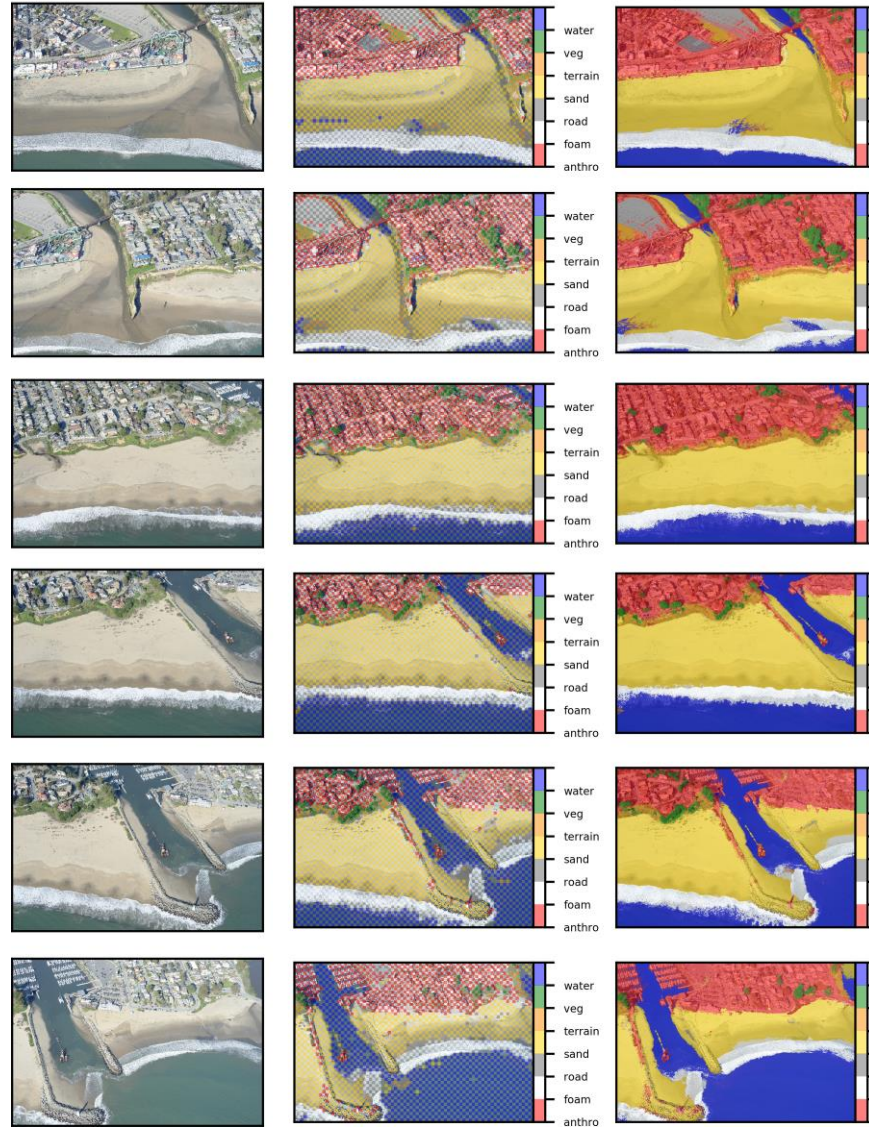 water
veg
terrain
sand
road
foam
anthro
water
veg
terrain
sand
road
foam
anthro
water
veg
terrain
sand
road
foam
anthro
water
veg
terrain
sand
road
foam
anthro
water
veg
terrain
sand
road
foam
anthro
water
veg
terrain
sand
road
foam
anthro